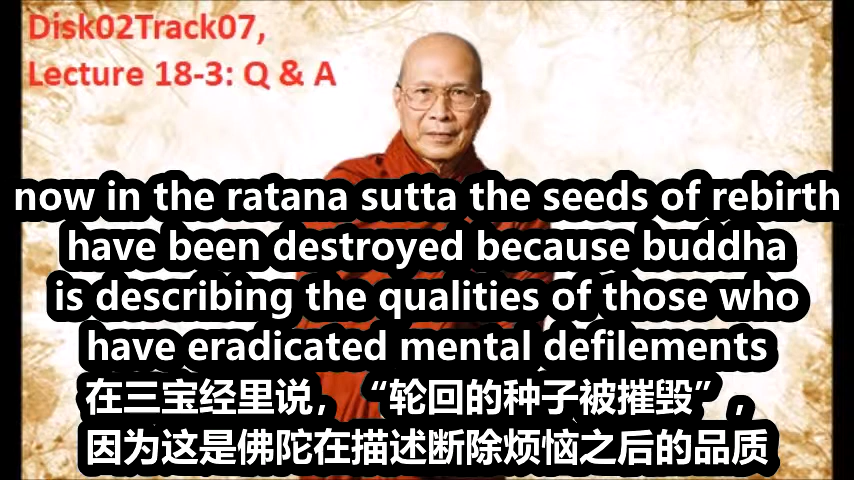 Disk02Track07,
Lecture 18-3: Q & A
now in the ratana sutta the seeds of rebirth
have been destroyed because buddha
is describing the qualities of those who
have eradicated mental defilements
在三宝经里说，“轮回的种子被摧毁”，
因为这是佛陀在描述断除烦恼之后的品质